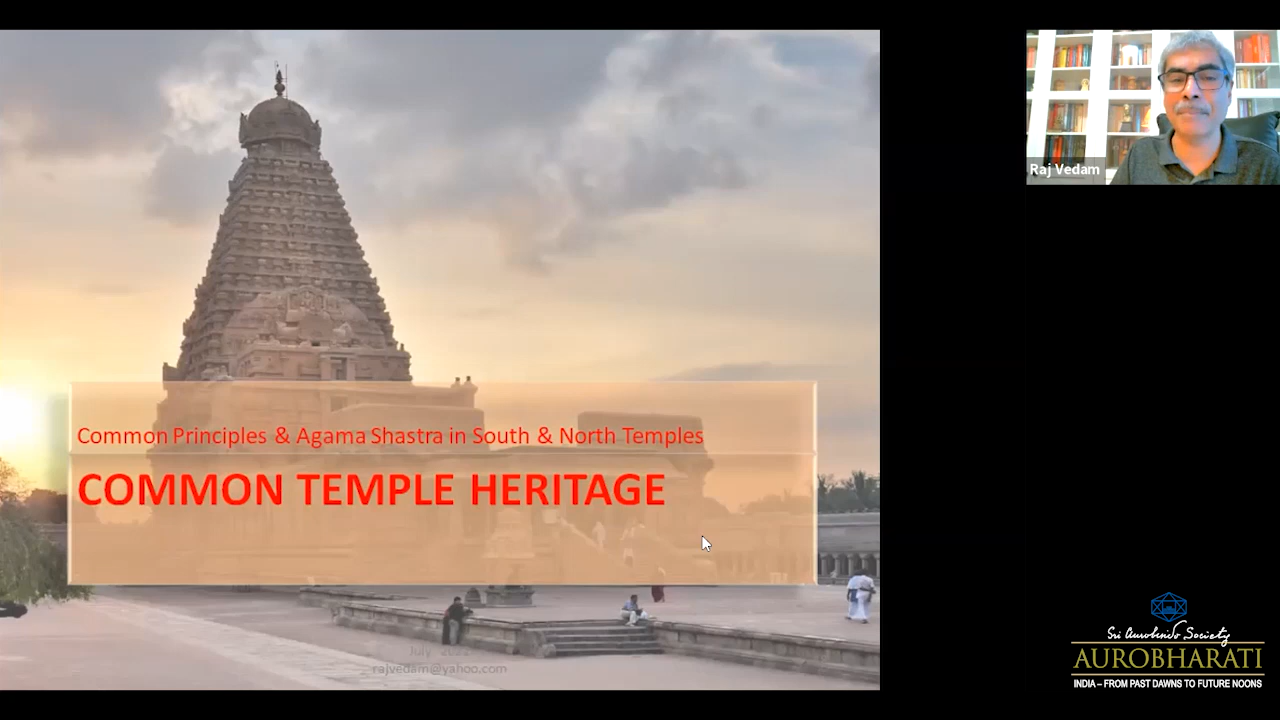 Common Principles & Agama Shastra in South & North Temples
COMMON TEMPLE HERITAGE
rajvedam@yahoo.com
Raj Vedam
Sri Aurobindo Society
AUROBHARATI
INDIA – FROM PAST DAWNS TO FUTURE NOONS